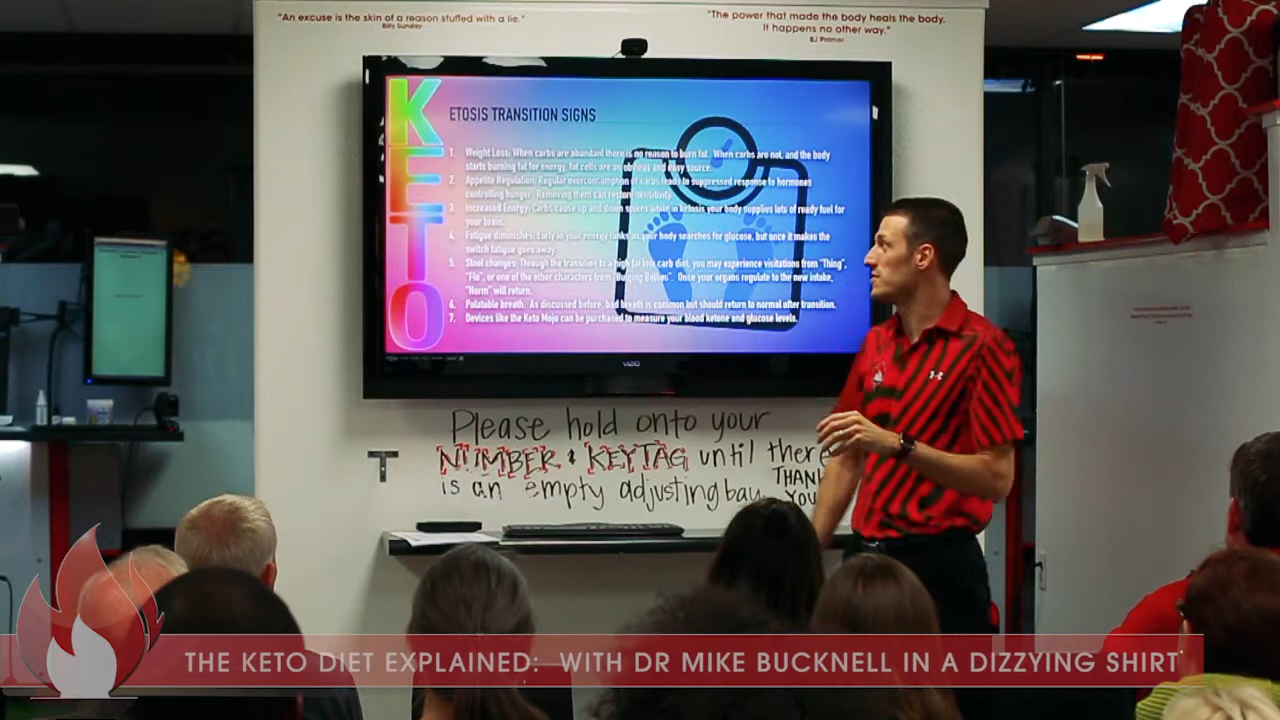 "An excuse is the skin of a reason stuffed with a lie."
Billy Sunday
"The power that made the body heals the body.
It happens no other way."
BJ Palmer
KETO
ETOSIS TRANSITION SIGNS
1. Weight Loss: When carbs are abundant there is no reason to burn fat. When carbs are not, and the body
starts burning fat for energy, fat cells are an obvious and easy source.
2. Appetite Regulation: Regular overconsumption of carbs leads to suppressed response to hormones
controlling hunger. Removing them can restore sensitivity.
3. Increased Energy: Carbs cause up and down spikes while in ketosis your body supplies lots of ready fuel for
your brain.
4. Fatigue diminishes: Early in your energy tanks as your body searches for glucose, but once it makes the
switch fatigue goes away.
5. Stool changes: Through the transition to a high fat low carb diet, you may experience visitations from "Thing",
"Flo", or one of the other characters from "Bulging Bellies". Once your organs regulate to the new intake,
"Norm" will return.
6. Palatable breath. As discussed before, bad breath is common but should return to normal after transition.
7. Devices like the Keto Mojo can be purchased to measure your blood ketone and glucose levels.
VIZIO
Please hold onto your
NUMBER & KEYTAG until there
is an empty adjusting bay
THANK
YOU
T
THE KETO DIET EXPLAINED: WITH DR MIKE BUCKNELL IN A DIZZYING SHIRT